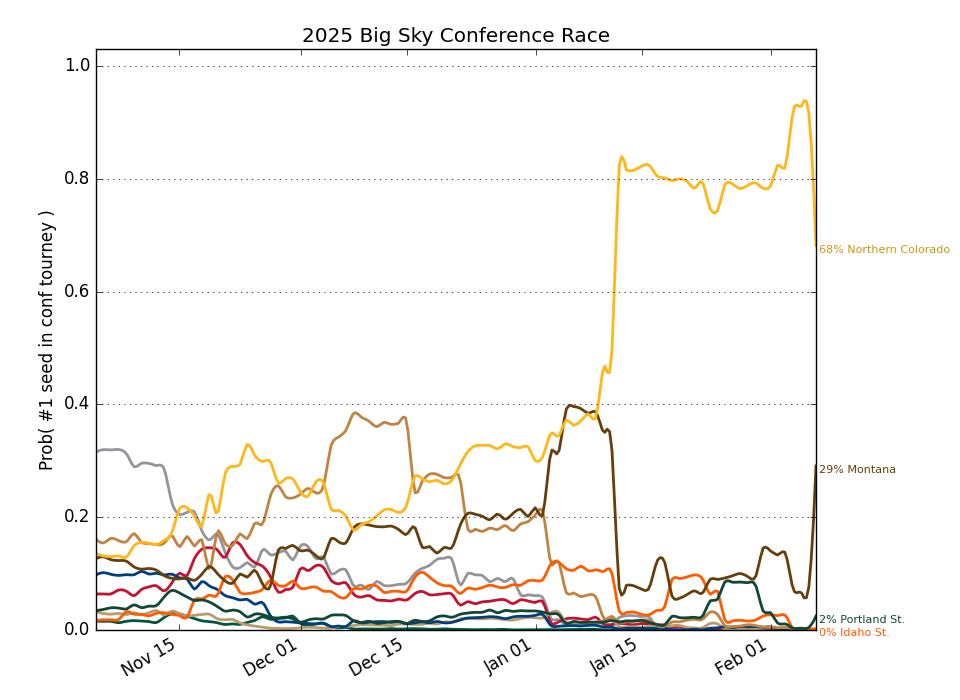 2025 Big Sky Conference Race
Prob( #1 seed in conf tourney )
1.0
0.8
0.6
0.4
0.2
0.0
Nov 15
Dec 01
Dec 15
Jan 01
Jan 15
Feb 01
68% Northern Colorado
29% Montana
2% Portland St.
0% Idaho St.